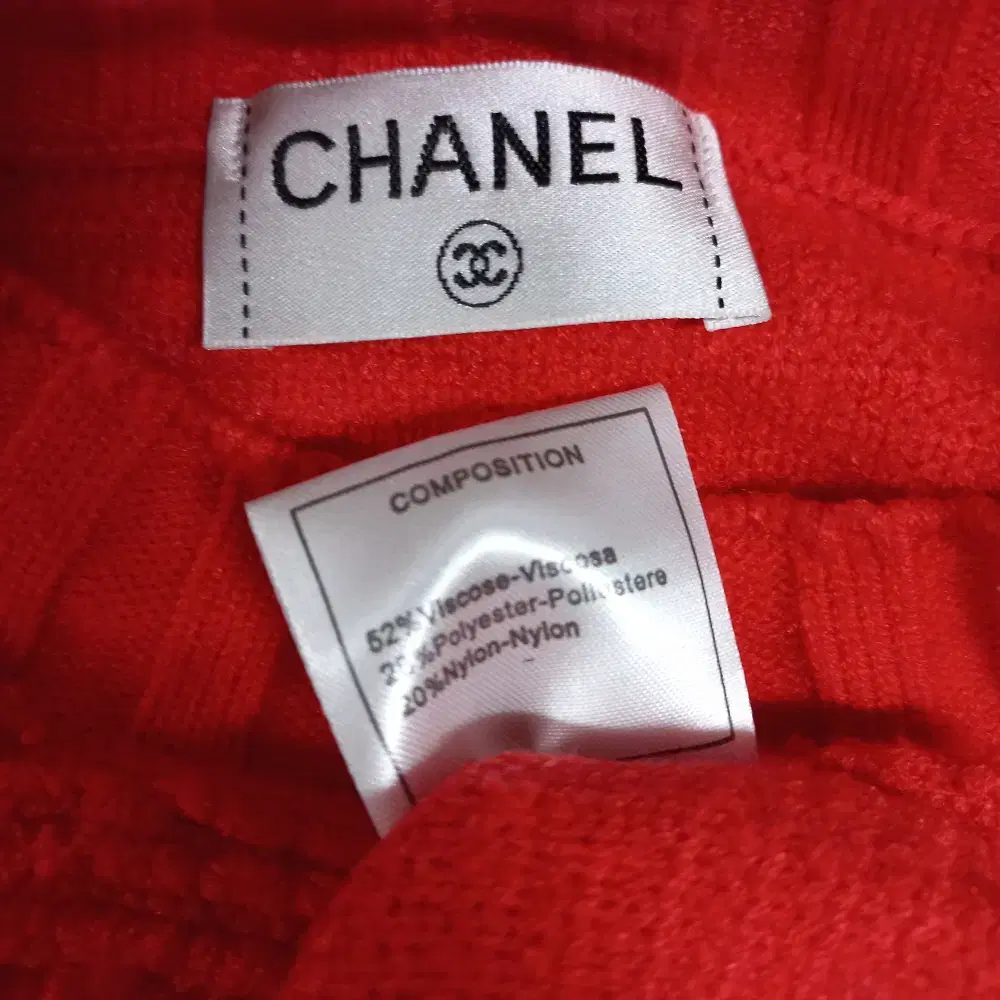 CHANEL
COMPOSITION
52%Viscose-Viscosa
%Polyester-Poliestere
20%Nylon-Nylon